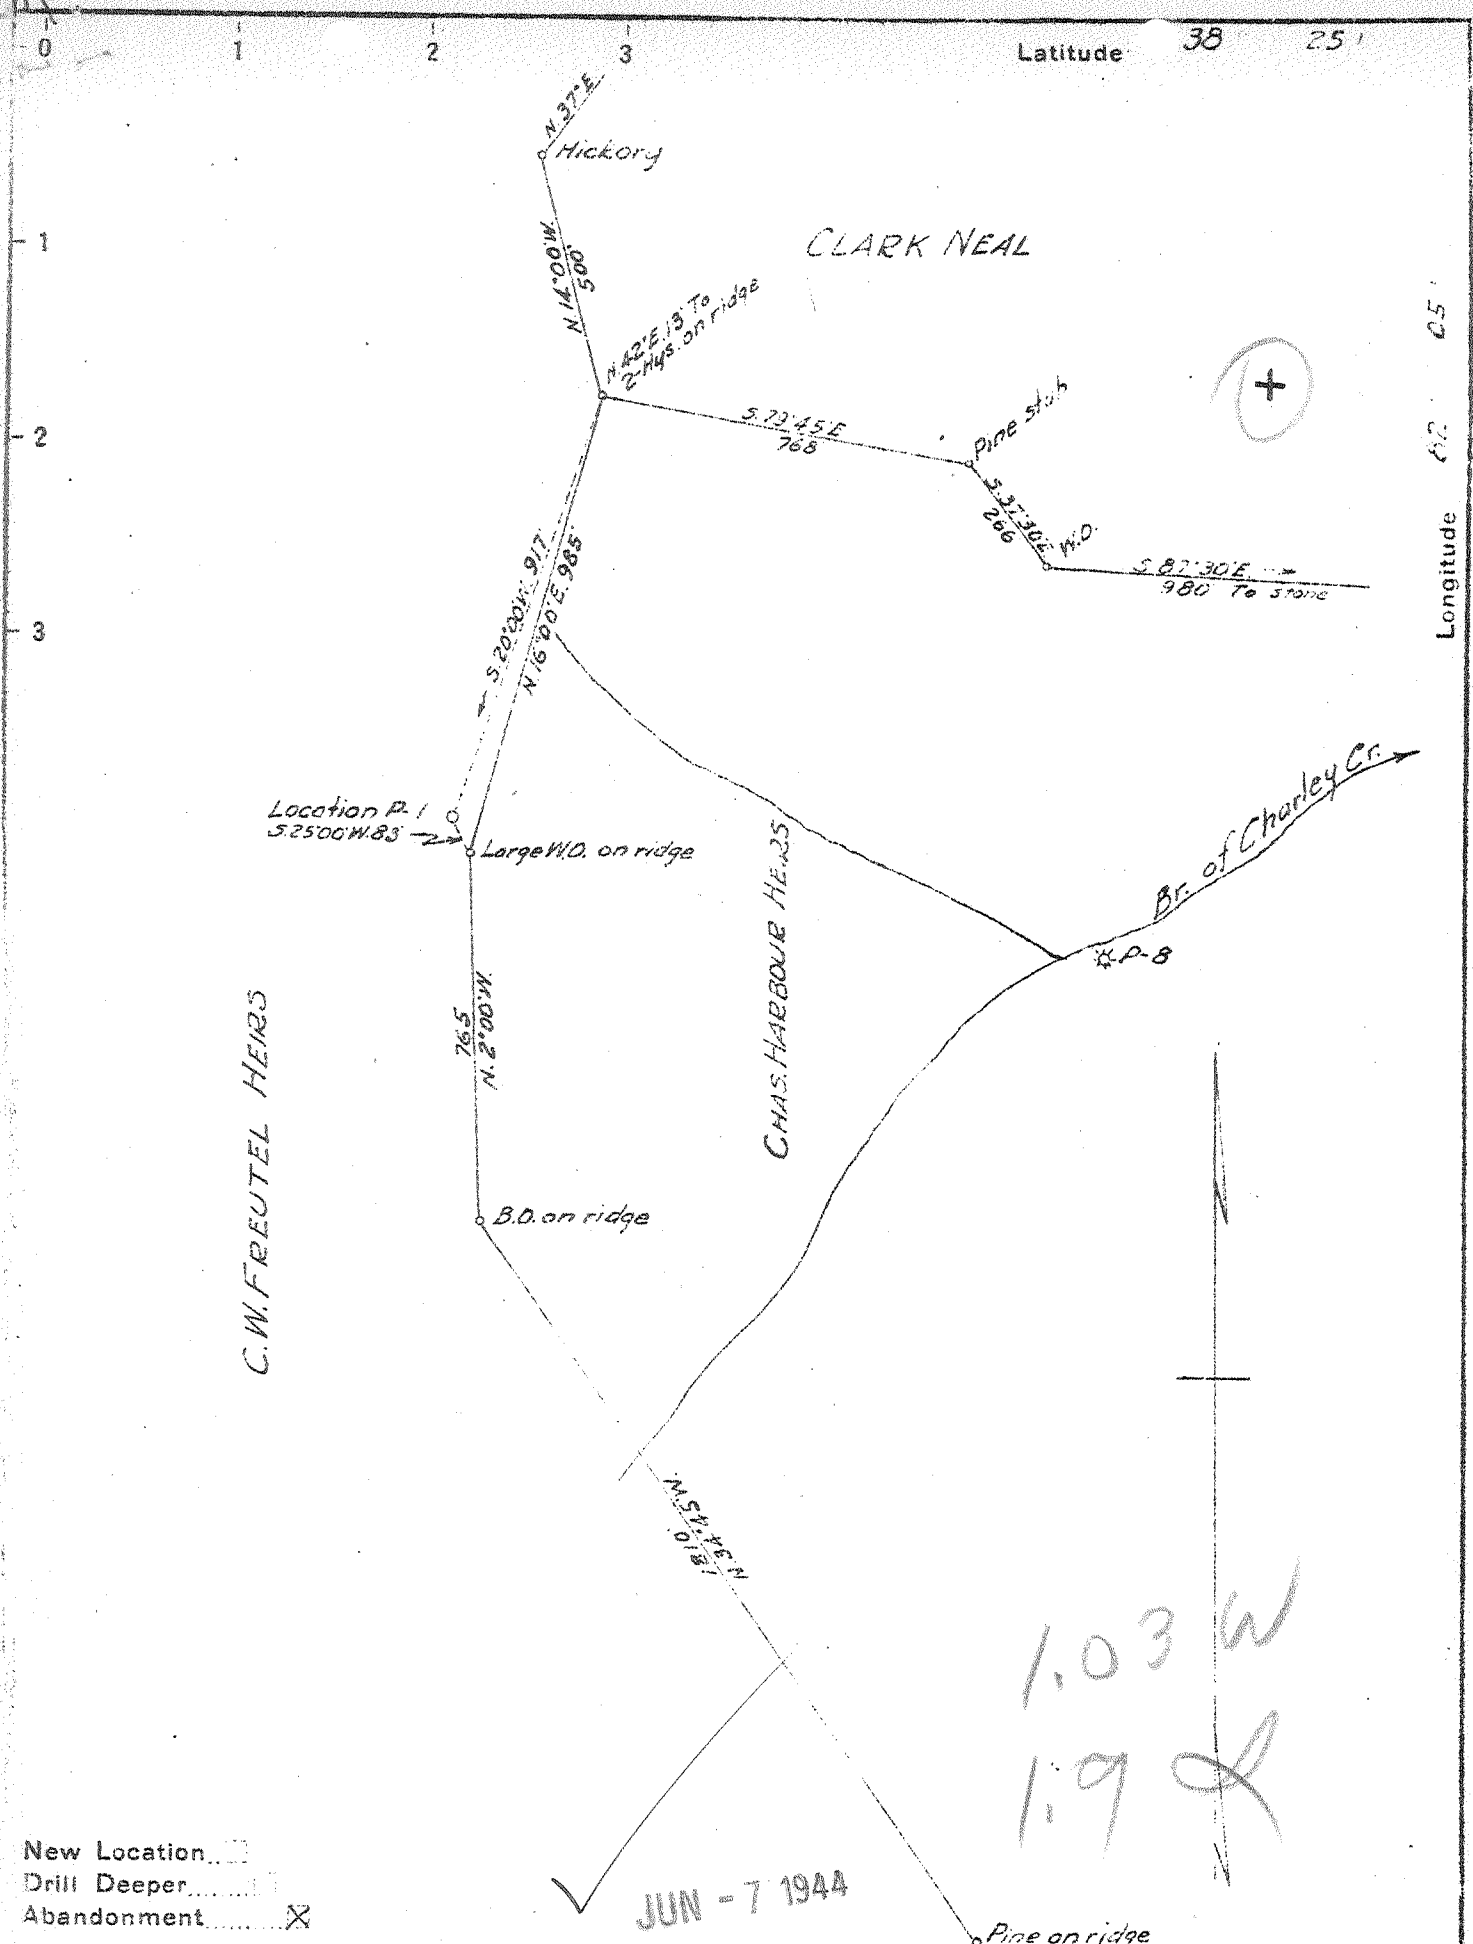 0 1 2 3
Latitude 38 25'
N. 37° E.
Hickory
1
N. 14°00' W.
500'
CLARK NEAL
N. 42° E. 13' To
2-Hys. on ridge
05'
82
Longitude
2
S. 79°45' E
768
Pine stub
S. 37°30' E
266
W.O.
S. 87°30' E.
980' To stone
3
S. 20°00' W. 917'
N. 16°00' E. 985'
Location P-1
S. 25°00' W. 83'
Large W.O. on ridge
Br. of Charley Cr.
P-8
CHAS. HARBOUR HEIRS
765
N. 2°00' W.
C.W. FREUTEL HEIRS
B.O. on ridge
N. 34°45' W.
1810'
1.03 W
1.9
New Location
Drill Deeper
Abandonment X
JUN - 7 1944
Pine on ridge